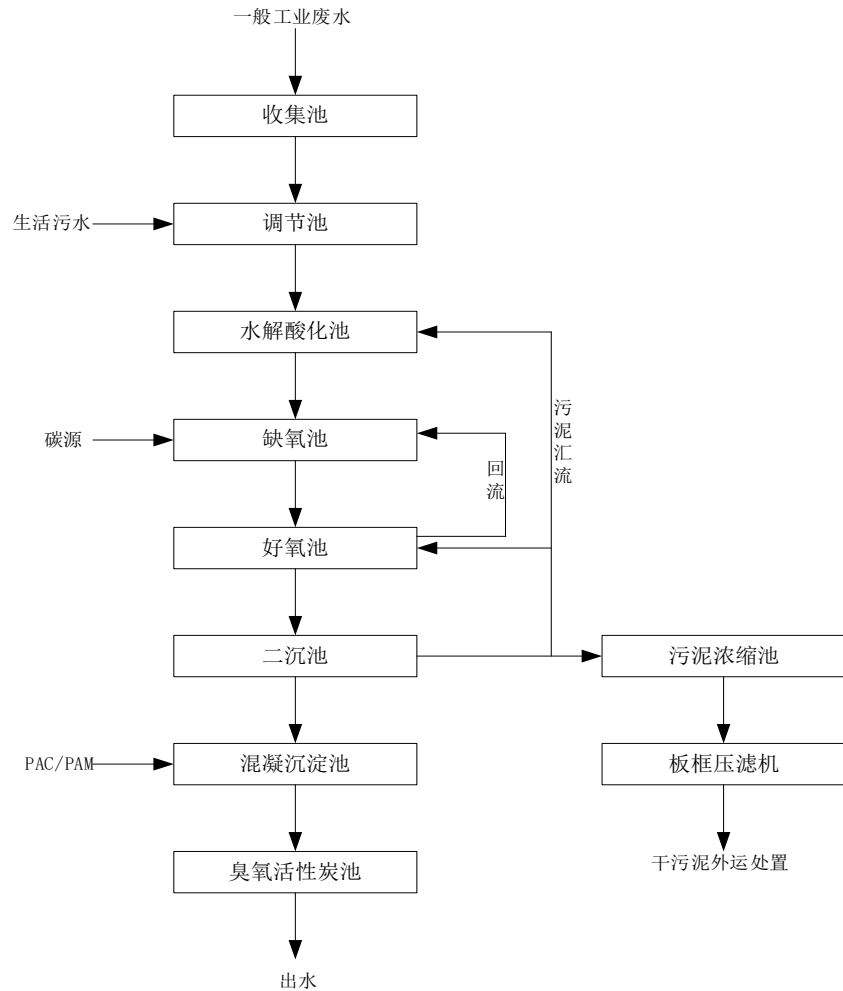 一般工业废水
收集池
生活污水
调节池
水解酸化池
污泥汇流
碳源
缺氧池
回流
好氧池
二沉池
污泥浓缩池
PAC/PAM
混凝沉淀池
板框压滤机
臭氧活性炭池
干污泥外运处置
出水